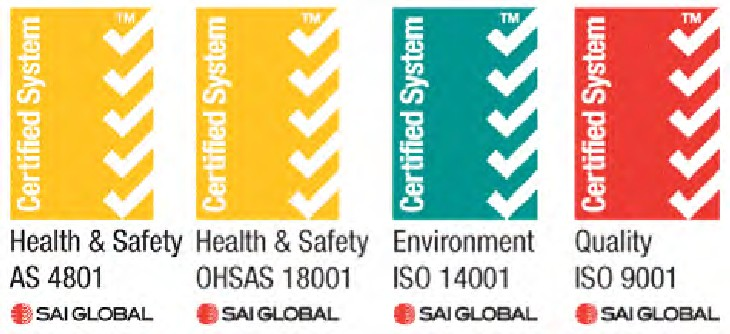 Certified System
TM
Health & Safety
AS 4801
SAI GLOBAL
Certified System
TM
Health & Safety
OHSAS 18001
SAI GLOBAL
Certified System
TM
Environment
ISO 14001
SAI GLOBAL
Certified System
TM
Quality
ISO 9001
SAI GLOBAL